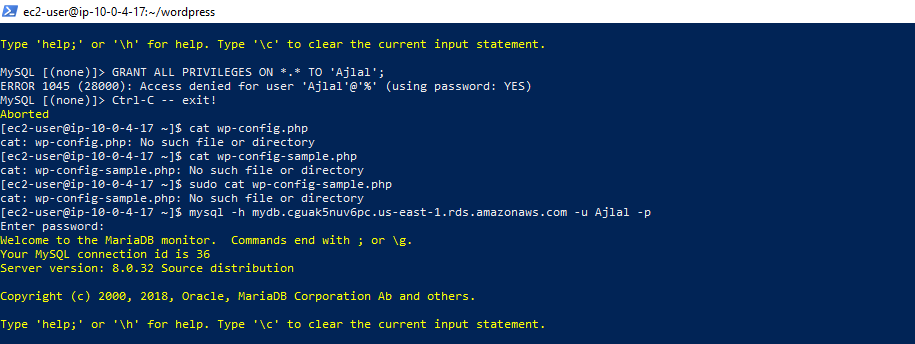 ec2-user@ip-10-0-4-17:~/wordpress
Type 'help;' or '\h' for help. Type '\c' to clear the current input statement.
MySQL [(none)]> GRANT ALL PRIVILEGES ON *.* TO 'Ajlal';
ERROR 1045 (28000): Access denied for user 'Ajlal'@'%' (using password: YES)
MySQL [(none)]> Ctrl-C -- exit!
Aborted
[ec2-user@ip-10-0-4-17 ~]$ cat wp-config.php
cat: wp-config.php: No such file or directory
[ec2-user@ip-10-0-4-17 ~]$ cat wp-config-sample.php
cat: wp-config-sample.php: No such file or directory
[ec2-user@ip-10-0-4-17 ~]$ sudo cat wp-config-sample.php
cat: wp-config-sample.php: No such file or directory
[ec2-user@ip-10-0-4-17 ~]$ mysql -h mydb.cguak5nuv6pc.us-east-1.rds.amazonaws.com -u Ajlal -p
Enter password:
Welcome to the MariaDB monitor.  Commands end with ; or \g.
Your MySQL connection id is 36
Server version: 8.0.32 Source distribution
Copyright (c) 2000, 2018, Oracle, MariaDB Corporation Ab and others.
Type 'help;' or '\h' for help. Type '\c' to clear the current input statement.